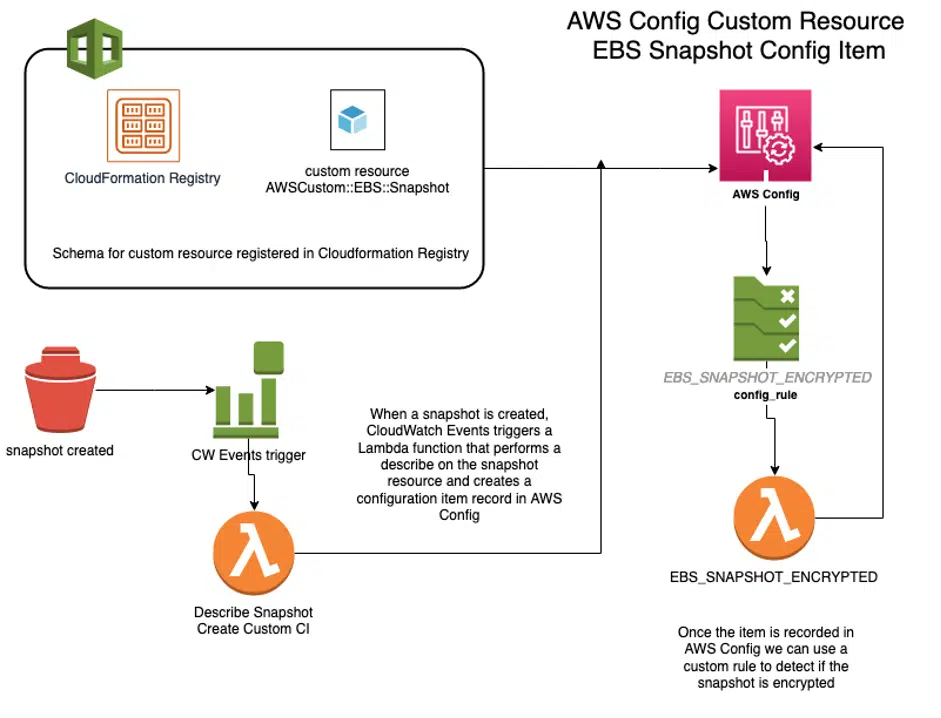 AWS Config Custom Resource
EBS Snapshot Config Item
CloudFormation Registry
custom resource
AWSCustom::EBS::Snapshot
Schema for custom resource registered in Cloudformation Registry
AWS Config
EBS_SNAPSHOT_ENCRYPTED
config_rule
snapshot created
CW Events trigger
When a snapshot is created,
CloudWatch Events triggers a
Lambda function that performs a
describe on the snapshot
resource and creates a
configuration item record in AWS
Config
Describe Snapshot
Create Custom CI
EBS_SNAPSHOT_ENCRYPTED
Once the item is recorded in
AWS Config we can use a
custom rule to detect if the
snapshot is encrypted